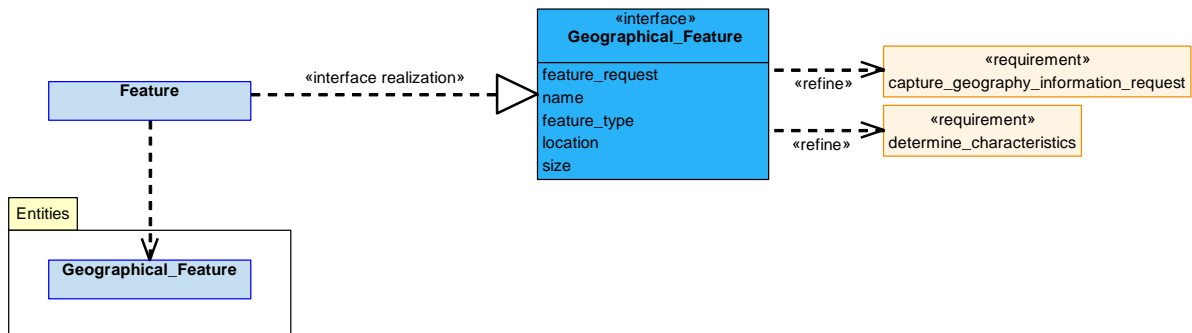 «interface»
Geographical_Feature
feature_request
name
feature_type
location
size
«interface realization»
Feature
«requirement»
capture_geography_information_request
«refine»
«requirement»
determine_characteristics
«refine»
Entities
Geographical_Feature